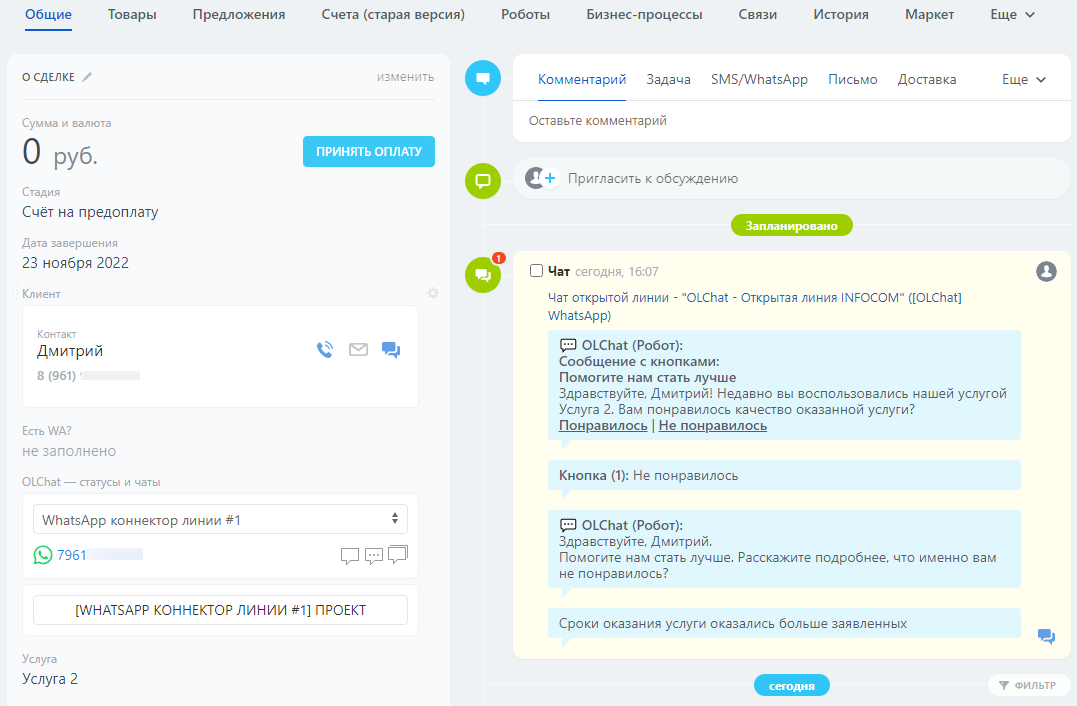 Общие Товары Предложения Счета (старая версия) Роботы Бизнес-процессы Связи История Маркет Еще
О СДЕЛКЕ изменить
Сумма и валюта
0 руб. ПРИНЯТЬ ОПЛАТУ
Стадия
Счёт на предоплату
Дата завершения
23 ноября 2022
Клиент
Контакт
Дмитрий
8 (961)
Есть WA?
не заполнено
OLChat — статусы и чаты
WhatsApp коннектор линии #1
7961
[WHATSAPP КОННЕКТОР ЛИНИИ #1] ПРОЕКТ
Услуга
Услуга 2
Комментарий Задача SMS/WhatsApp Письмо Доставка Еще
Оставьте комментарий
Пригласить к обсуждению
Запланировано
1
Чат сегодня, 16:07
Чат открытой линии - "OLChat - Открытая линия INFOCOM" ([OLChat]
WhatsApp)
OLChat (Робот):
Сообщение с кнопками:
Помогите нам стать лучше
Здравствуйте, Дмитрий! Недавно вы воспользовались нашей услугой
Услуга 2. Вам понравилось качество оказанной услуги?
Понравилось | Не понравилось
Кнопка (1): Не понравилось
OLChat (Робот):
Здравствуйте, Дмитрий.
Помогите нам стать лучше. Расскажите подробнее, что именно вам
не понравилось?
Сроки оказания услуги оказались больше заявленных
сегодня ФИЛЬТР